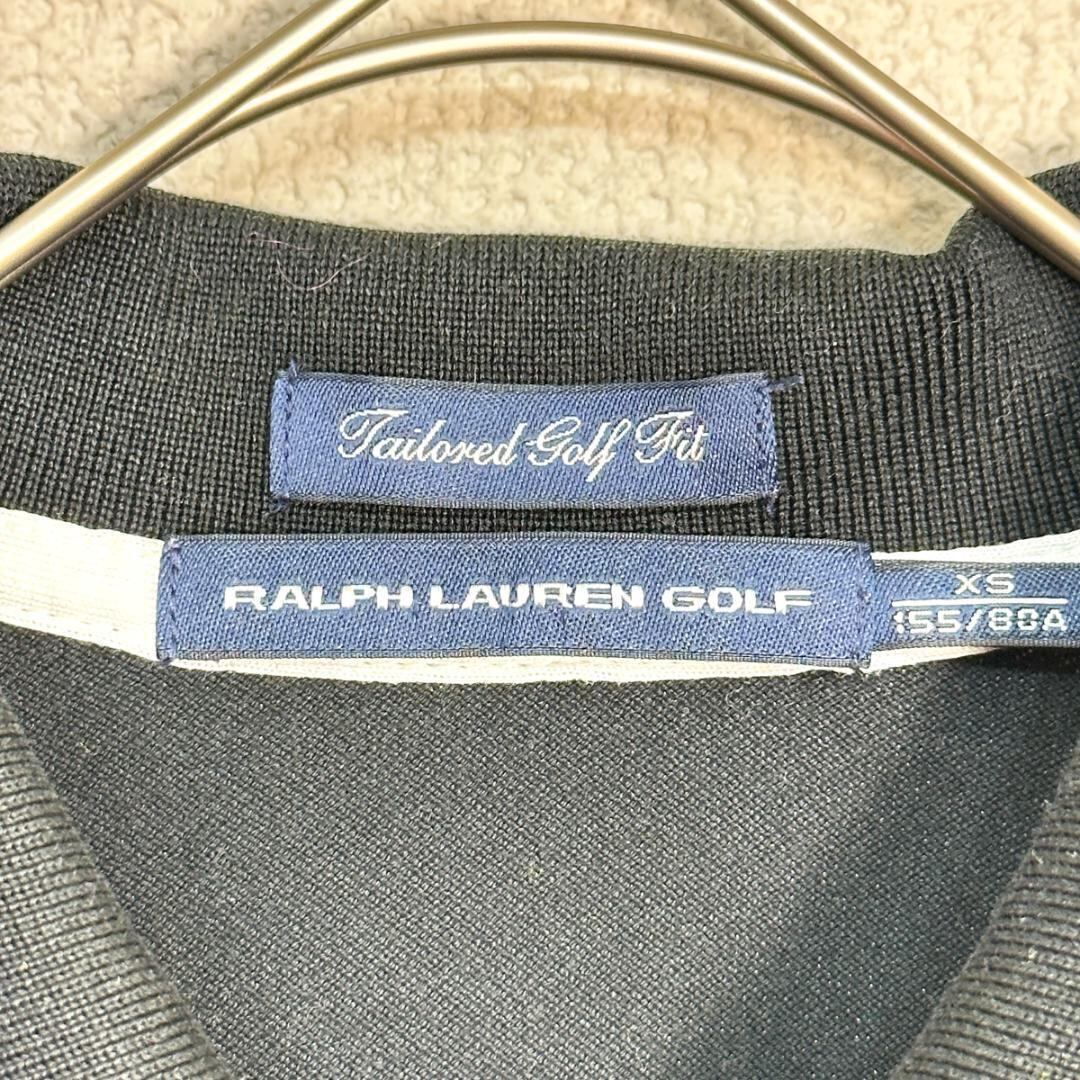 Tailored Golf Fit
RALPH LAUREN GOLF
XS
155/80A